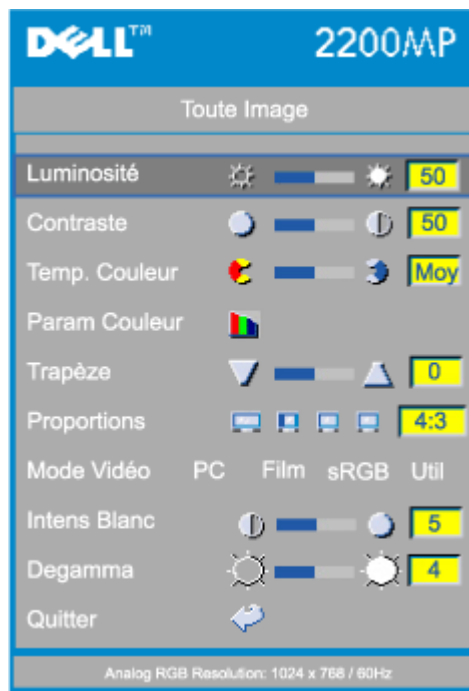 DELL™ 2200MP
Toute Image
Luminosité 50
Contraste 50
Temp. Couleur Moy
Param Couleur
Trapèze 0
Proportions 4:3
Mode Vidéo PC Film sRGB Util
Intens Blanc 5
Degamma 4
Quitter
Analog RGB Resolution: 1024 x 768 / 60Hz